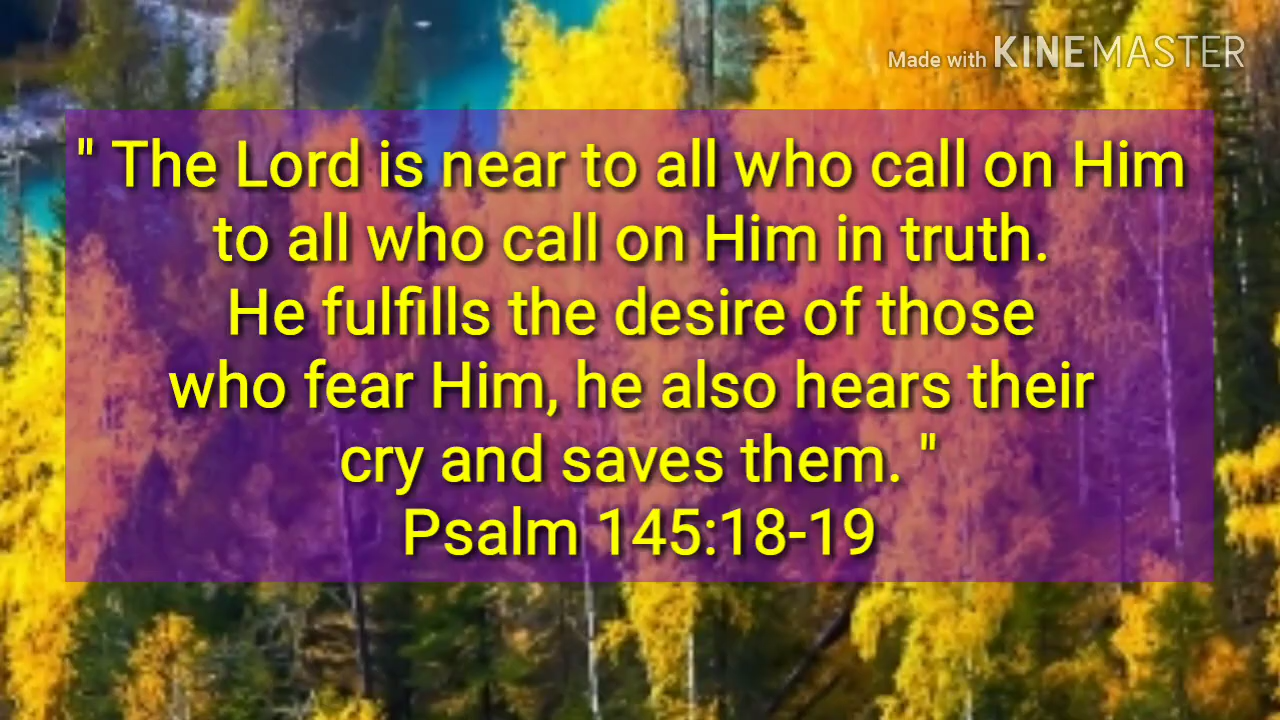 Made with KINEMASTER
" The Lord is near to all who call on Him
to all who call on Him in truth.
He fulfills the desire of those
who fear Him, he also hears their
cry and saves them. "
Psalm 145:18-19